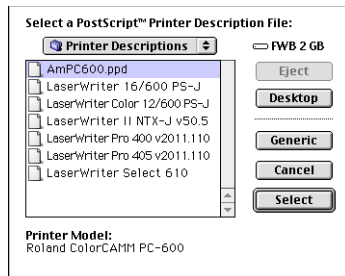 Select a PostScript™ Printer Description File:
Printer Descriptions
FWB 2 GB
AmPC600.ppd
LaserWriter 16/600 PS-J
LaserWriter Color 12/600 PS-J
LaserWriter II NTX-J v50.5
LaserWriter Pro 400 v2011.110
LaserWriter Pro 405 v2011.110
LaserWriter Select 610
Eject
Desktop
Generic
Cancel
Select
Printer Model:
Roland ColorCAMM PC-600